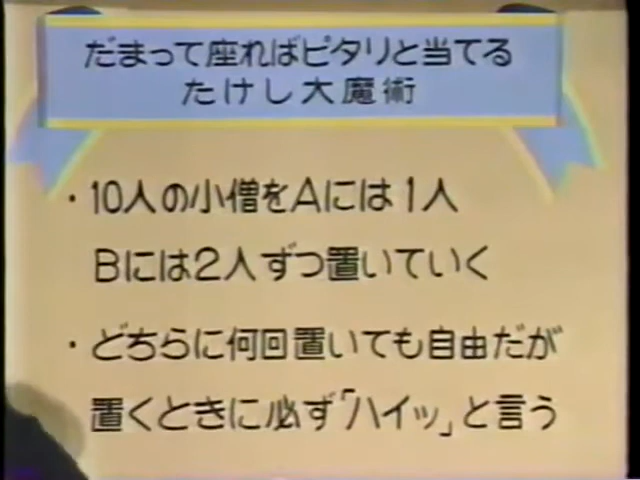 だまって座ればピタリと当てる
たけし大魔術
・10人の小僧をAには1人
Bには2人ずつ置いていく
・どちらに何回置いても自由だが
置くときに必ず「ハイッ」と言う